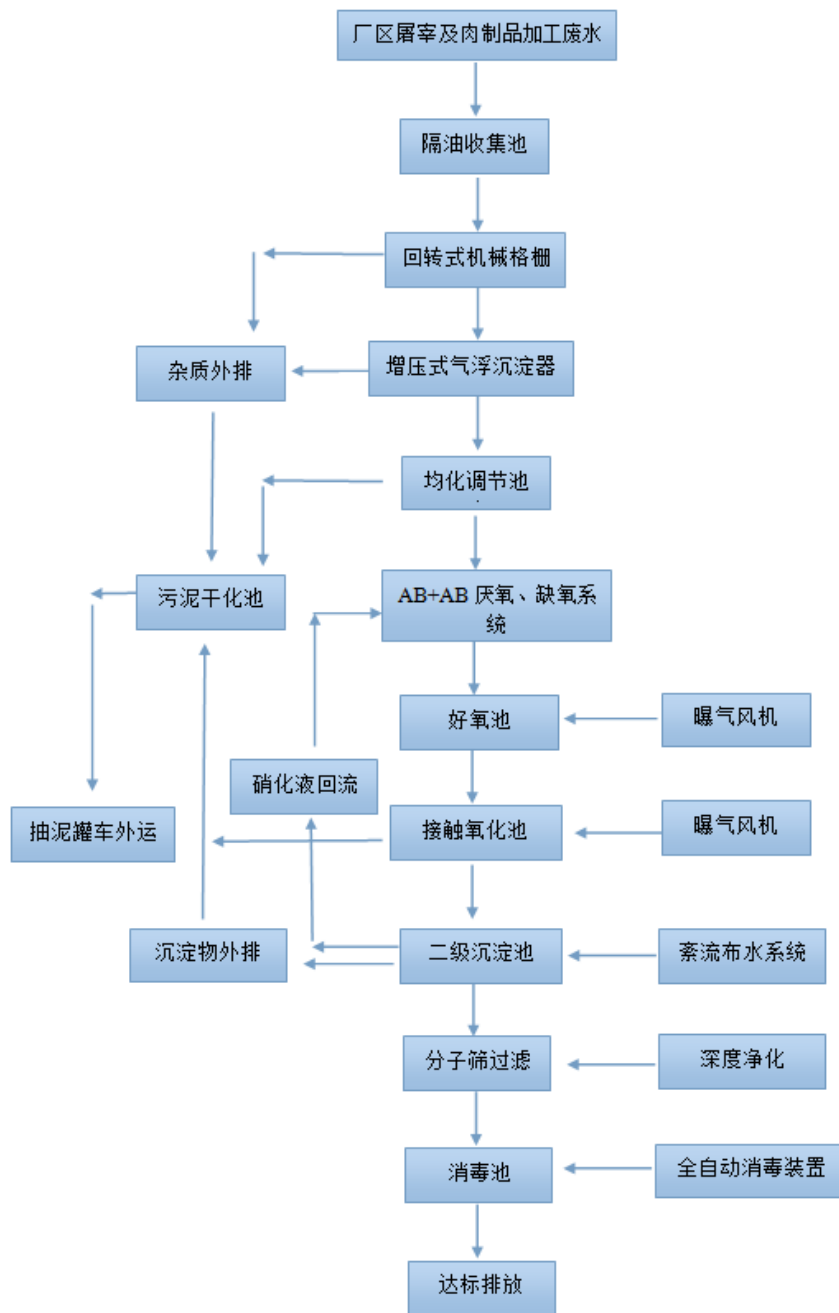 厂区屠宰及肉制品加工废水
隔油收集池
回转式机械格栅
杂质外排
增压式气浮沉淀器
均化调节池
污泥干化池
AB+AB 厌氧、缺氧系
统
好氧池
曝气风机
硝化液回流
抽泥罐车外运
接触氧化池
曝气风机
沉淀物外排
二级沉淀池
紊流布水系统
分子筛过滤
深度净化
消毒池
全自动消毒装置
达标排放